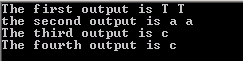 The first output is T T
the second output is a a
The third output is c
The fourth output is c